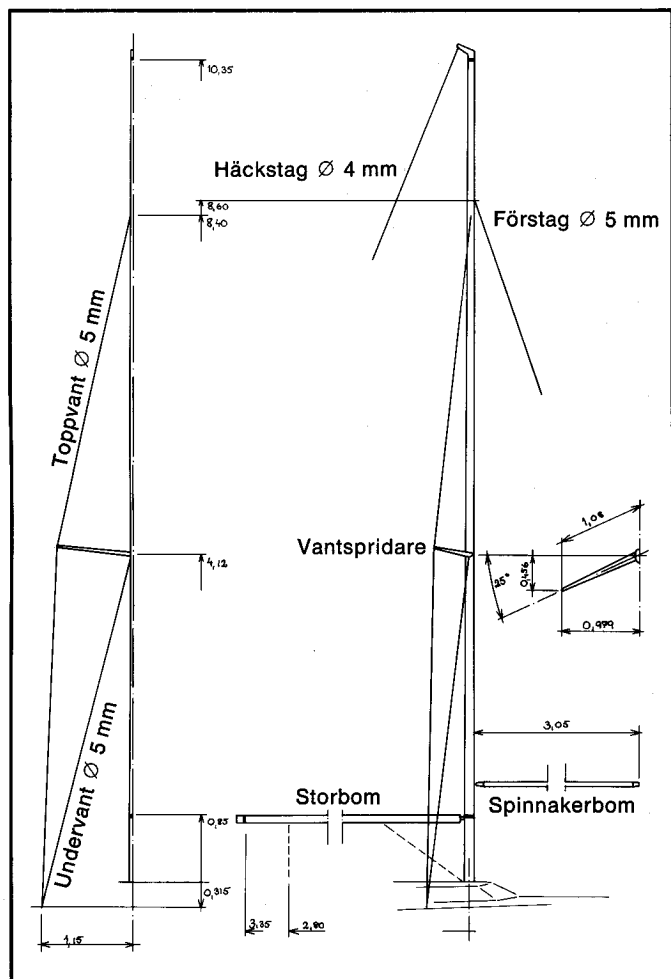 10,35
Häckstag Ø 4 mm
8,60
8,40
Förstag Ø 5 mm
Toppvant Ø 5 mm
Vantspridare
4,12
1,08
25°
0,456
0,979
3,05
Undervant Ø 5 mm
Storbom
Spinnakerbom
0,85
0,315
3,35
2,80
1,15